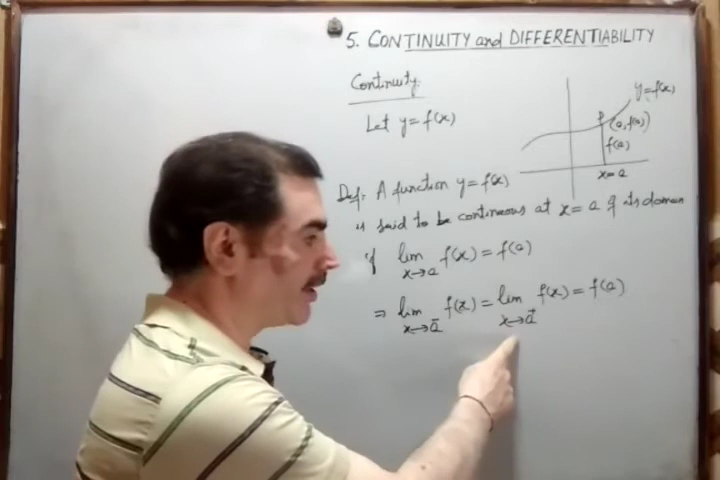 5. CONTINUITY and DIFFERENTIABILITY
Continuity.
Let y = f(x)
y = f(x)
P
(a, f(a))
f(a)
x = a
Def: A function y = f(x)
is said to be continuous at x = a of its domain
if lim x→a f(x) = f(a)
⇒ lim x→a⁻ f(x) = lim x→a⁺ f(x) = f(a)